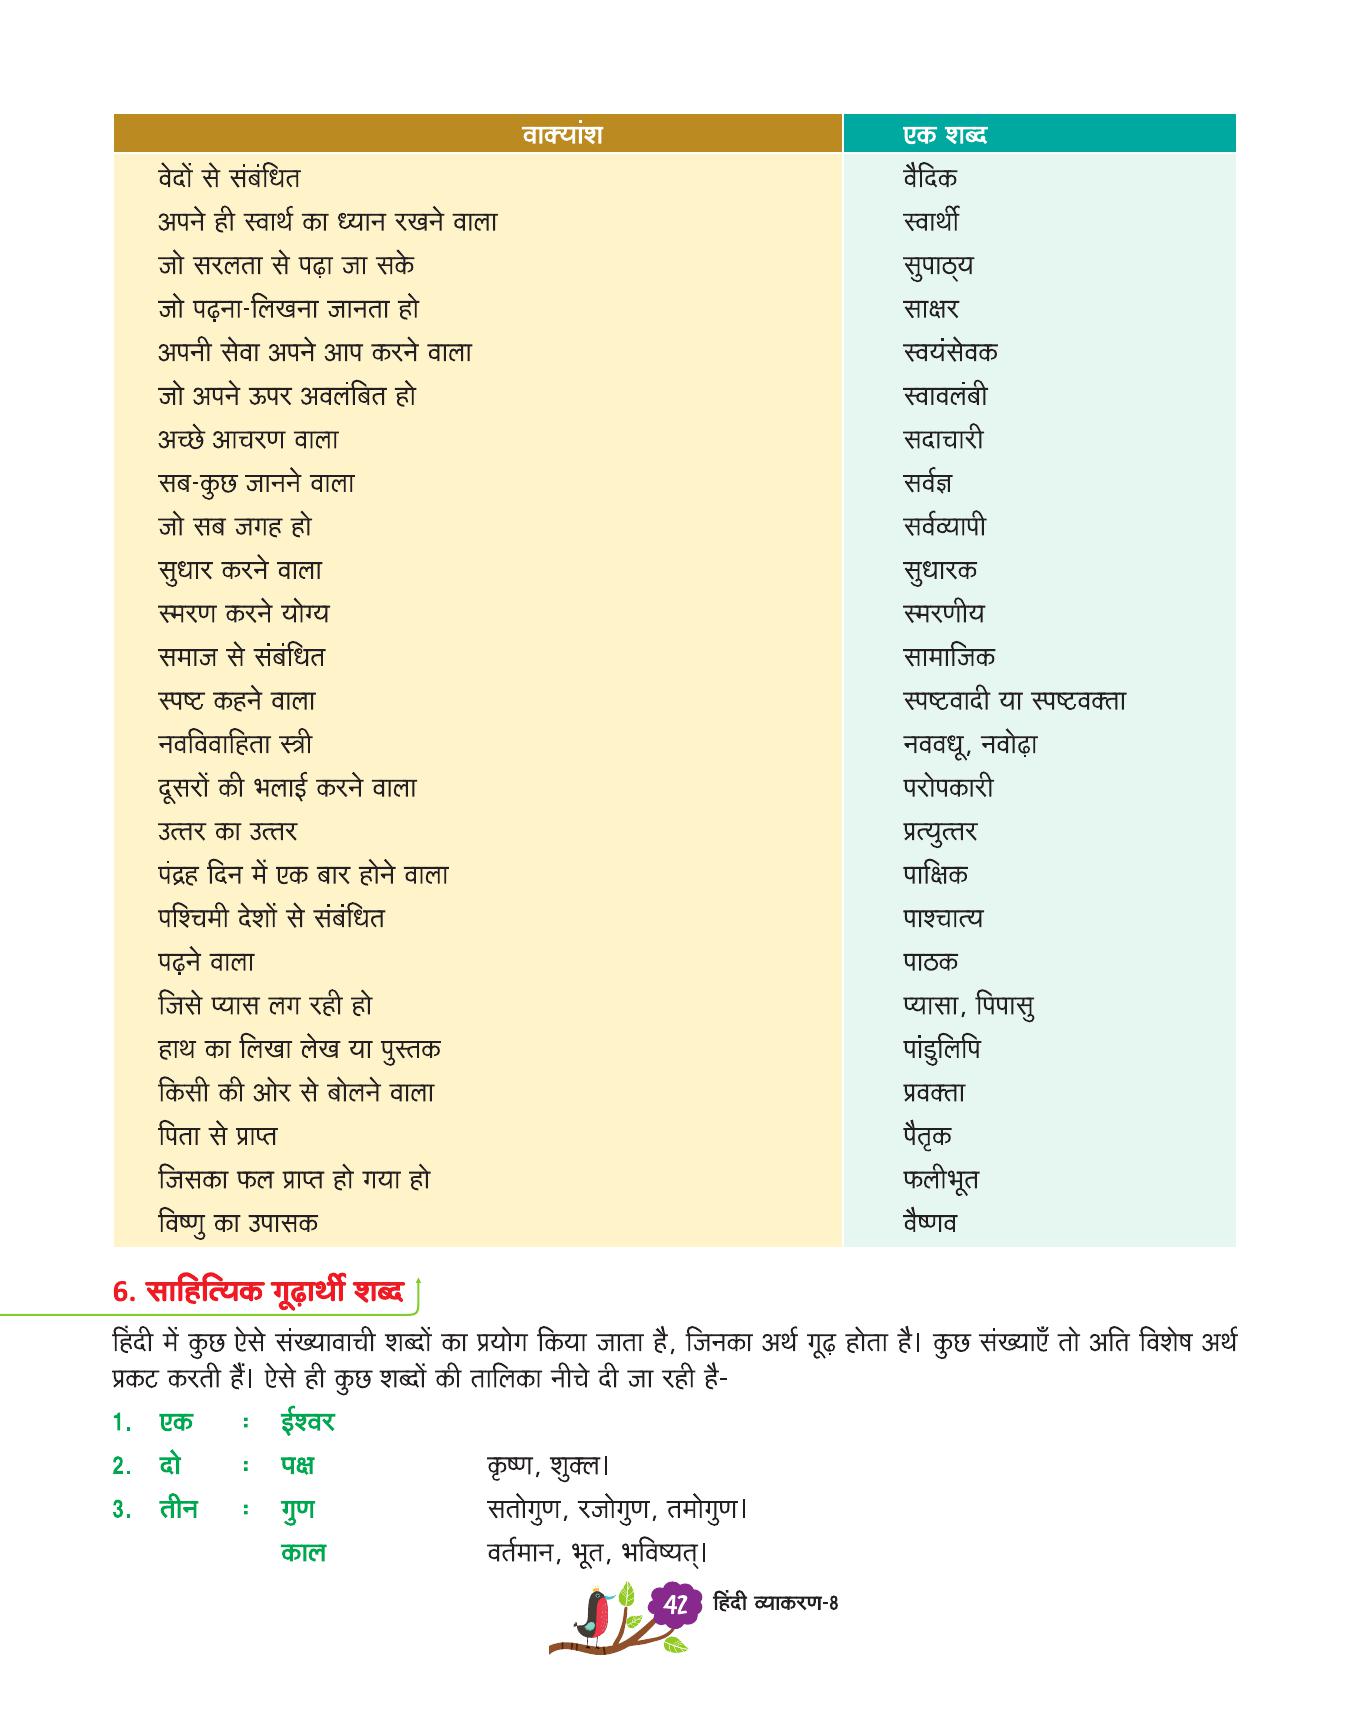 वाक्यांश एक शब्द
वेदों से संबंधित वैदिक
अपने ही स्वार्थ का ध्यान रखने वाला स्वार्थी
जो सरलता से पढ़ा जा सके सुपाठ्य
जो पढ़ना-लिखना जानता हो साक्षर
अपनी सेवा अपने आप करने वाला स्वयंसेवक
जो अपने ऊपर अवलंबित हो स्वावलंबी
अच्छे आचरण वाला सदाचारी
सब-कुछ जानने वाला सर्वज्ञ
जो सब जगह हो सर्वव्यापी
सुधार करने वाला सुधारक
स्मरण करने योग्य स्मरणीय
समाज से संबंधित सामाजिक
स्पष्ट कहने वाला स्पष्टवादी या स्पष्टवक्ता
नवविवाहिता स्त्री नववधू, नवोढ़ा
दूसरों की भलाई करने वाला परोपकारी
उत्तर का उत्तर प्रत्युत्तर
पंद्रह दिन में एक बार होने वाला पाक्षिक
पश्चिमी देशों से संबंधित पाश्चात्य
पढ़ने वाला पाठक
जिसे प्यास लग रही हो प्यासा, पिपासु
हाथ का लिखा लेख या पुस्तक पांडुलिपि
किसी की ओर से बोलने वाला प्रवक्ता
पिता से प्राप्त पैतृक
जिसका फल प्राप्त हो गया हो फलीभूत
विष्णु का उपासक वैष्णव
6. साहित्यिक गूढ़ार्थी शब्द
हिंदी में कुछ ऐसे संख्यावाची शब्दों का प्रयोग किया जाता है, जिनका अर्थ गूढ़ होता है। कुछ संख्याएँ तो अति विशेष अर्थ
प्रकट करती हैं। ऐसे ही कुछ शब्दों की तालिका नीचे दी जा रही है-
1. एक : ईश्वर
2. दो : पक्ष कृष्ण, शुक्ल।
3. तीन : गुण सतोगुण, रजोगुण, तमोगुण।
काल वर्तमान, भूत, भविष्यत्।
42 हिंदी व्याकरण-8